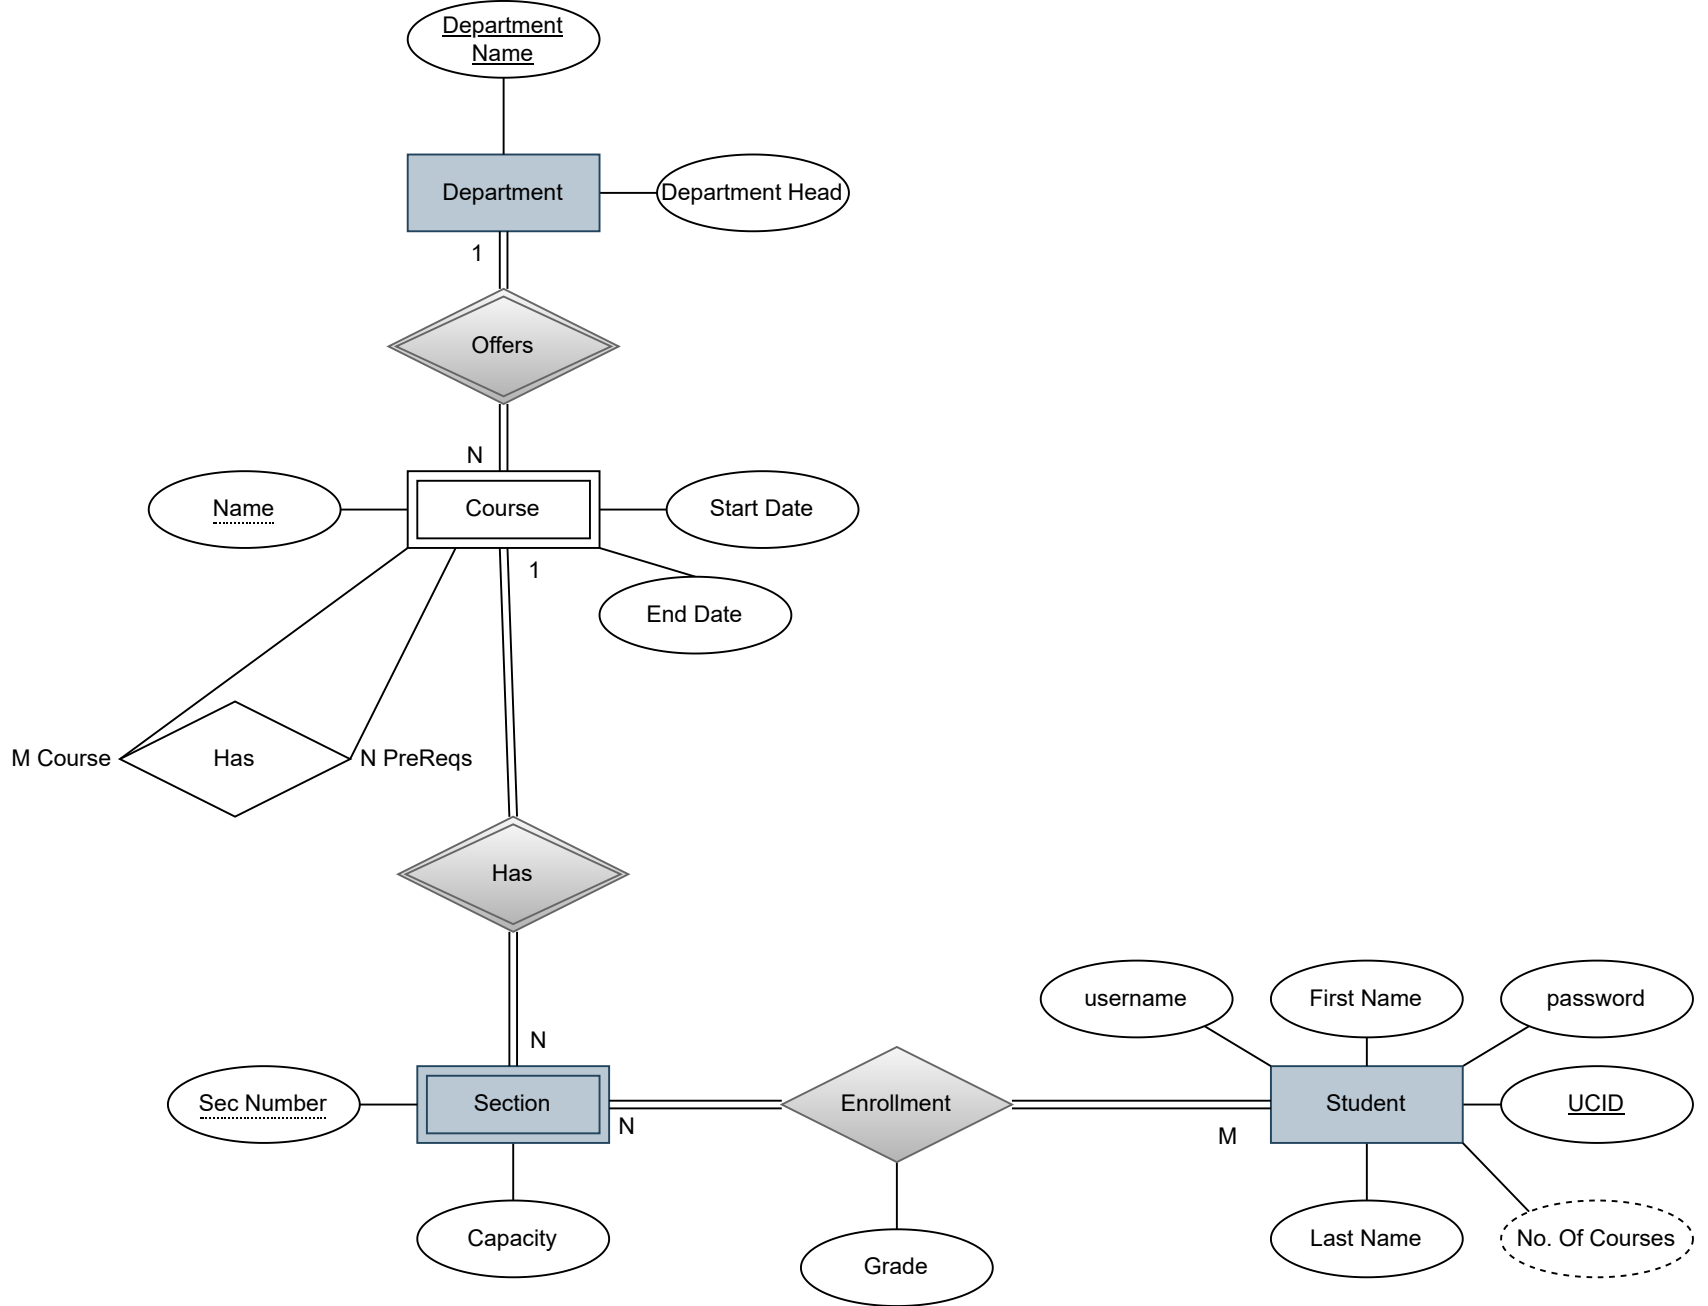 Department
Name
Department
Department Head
1
Offers
N
Name
Course
Start Date
1
End Date
M Course
Has
N PreReqs
Has
N
username
First Name
password
Sec Number
Section
N
Enrollment
M
Student
UCID
Capacity
Grade
Last Name
No. Of Courses